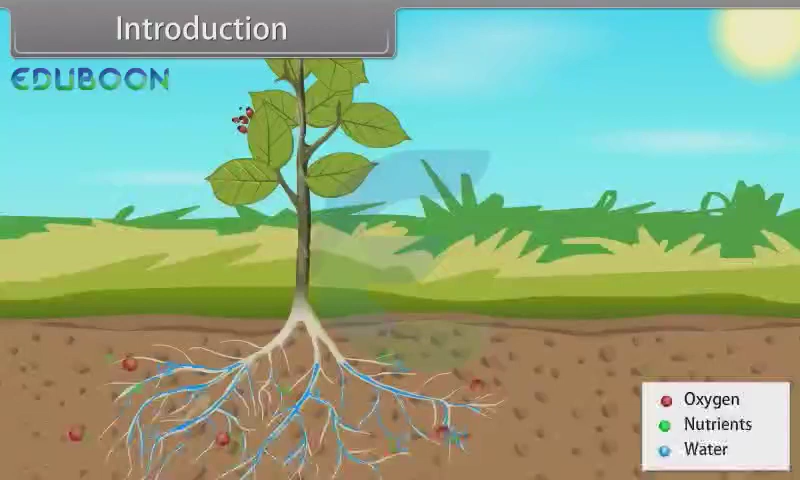 Introduction
EDUBOON
Oxygen
Nutrients
Water